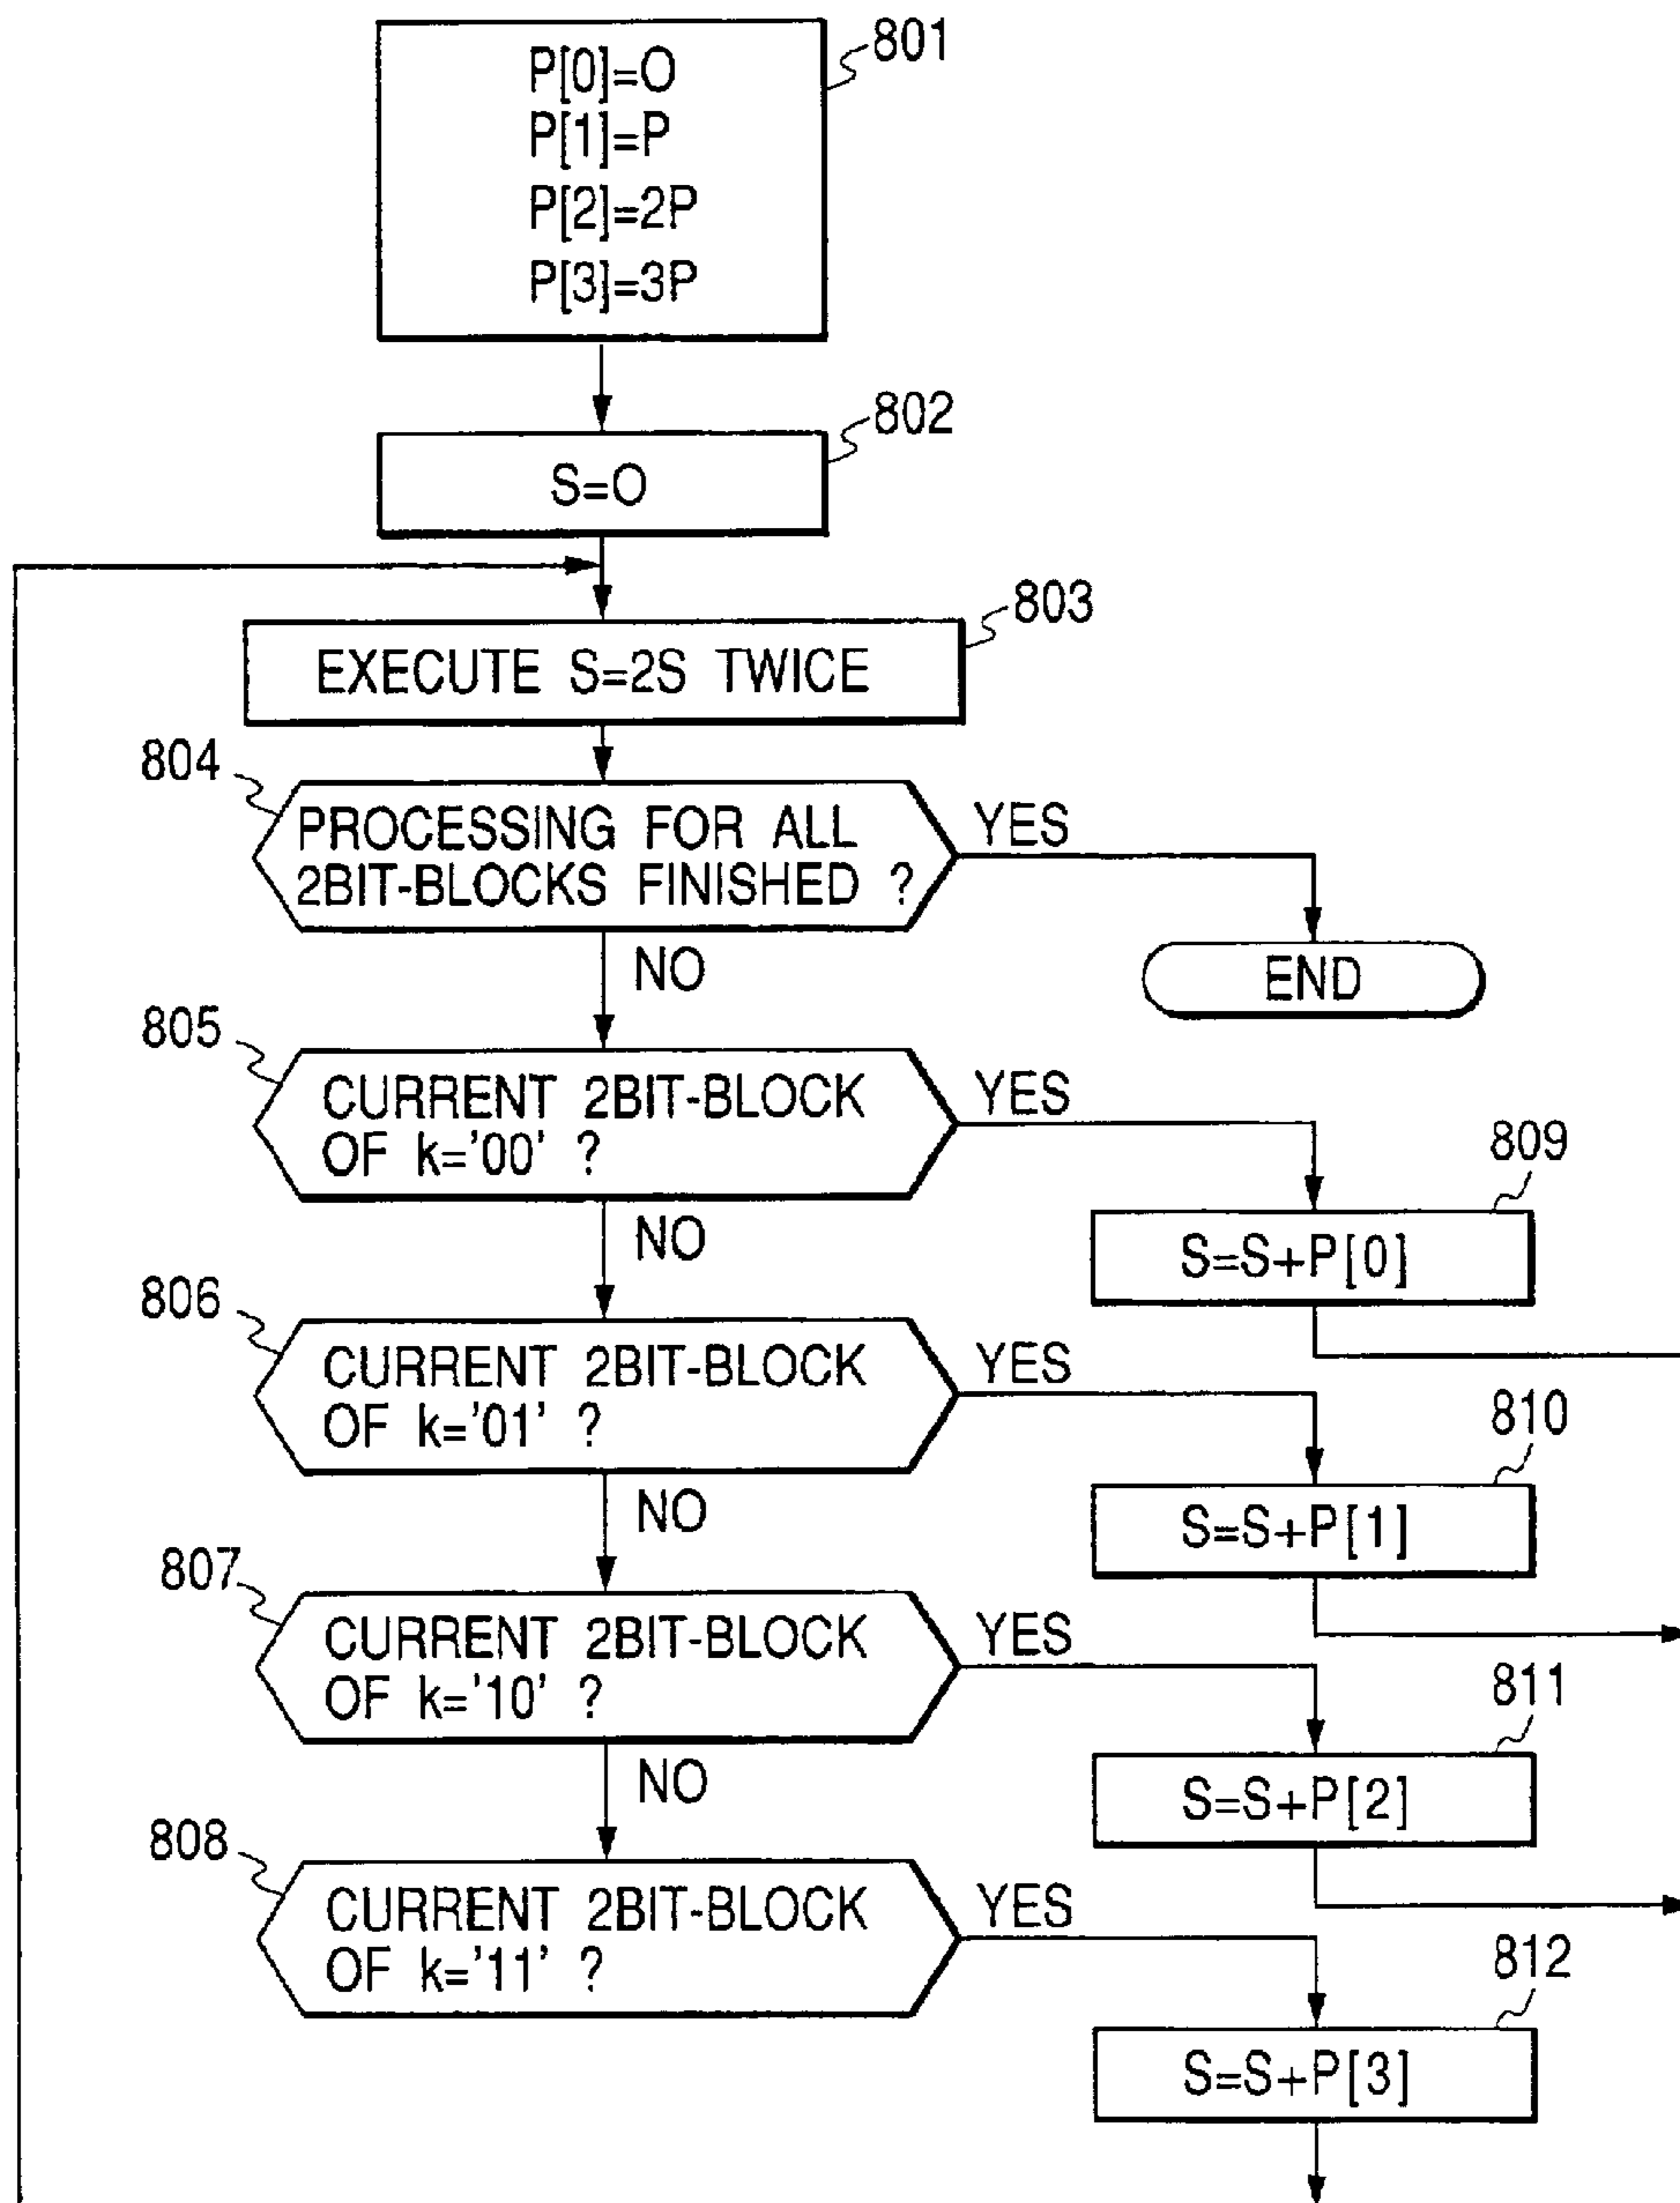 801
P[0]=O
P[1]=P
P[2]=2P
P[3]=3P
802
S=O
803
EXECUTE S=2S TWICE
804
PROCESSING FOR ALL
2BIT-BLOCKS FINISHED ?
YES
NO
END
805
CURRENT 2BIT-BLOCK
OF k='00' ?
YES
NO
809
S=S+P[0]
806
CURRENT 2BIT-BLOCK
OF k='01' ?
YES
NO
810
S=S+P[1]
807
CURRENT 2BIT-BLOCK
OF k='10' ?
YES
NO
811
S=S+P[2]
808
CURRENT 2BIT-BLOCK
OF k='11' ?
YES
812
S=S+P[3]